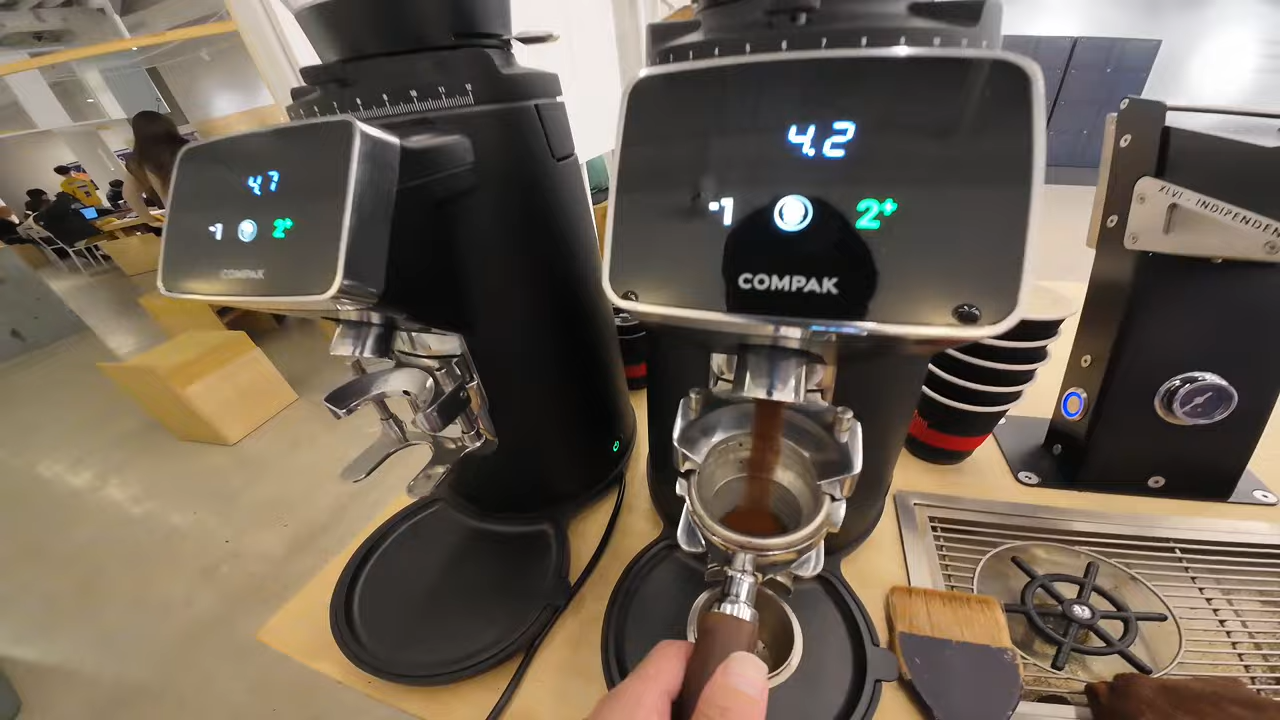 4.7
-1 2+
COMPAK
4.2
-1 2+
COMPAK
XLVI - INDIPENDEN